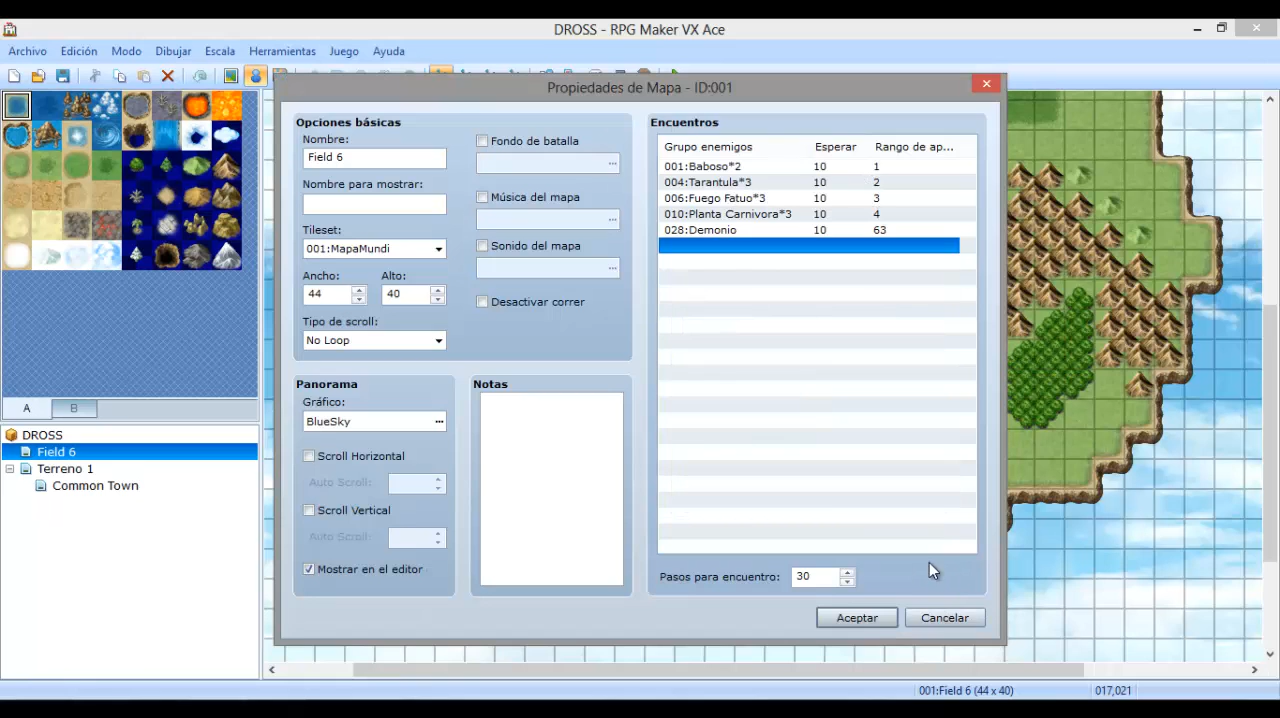 DROSS - RPG Maker VX Ace
Archivo Edición Modo Dibujar Escala Herramientas Juego Ayuda
Propiedades de Mapa - ID:001
Opciones básicas
Nombre:
Field 6
Nombre para mostrar:
Tileset:
001:MapaMundi
Ancho: Alto:
44 40
Tipo de scroll:
No Loop
Fondo de batalla
...
Música del mapa
...
Sonido del mapa
...
Desactivar correr
Panorama
Gráfico:
BlueSky ...
Scroll Horizontal
Auto Scroll:
Scroll Vertical
Auto Scroll:
Mostrar en el editor
Notas
Encuentros
Grupo enemigos Esperar Rango de ap...
001:Baboso*2 10 1
004:Tarantula*3 10 2
006:Fuego Fatuo*3 10 3
010:Planta Carnivora*3 10 4
028:Demonio 10 63
Pasos para encuentro: 30
Aceptar Cancelar
A B
DROSS
Field 6
Terreno 1
Common Town
001:Field 6 (44 x 40) 017,021